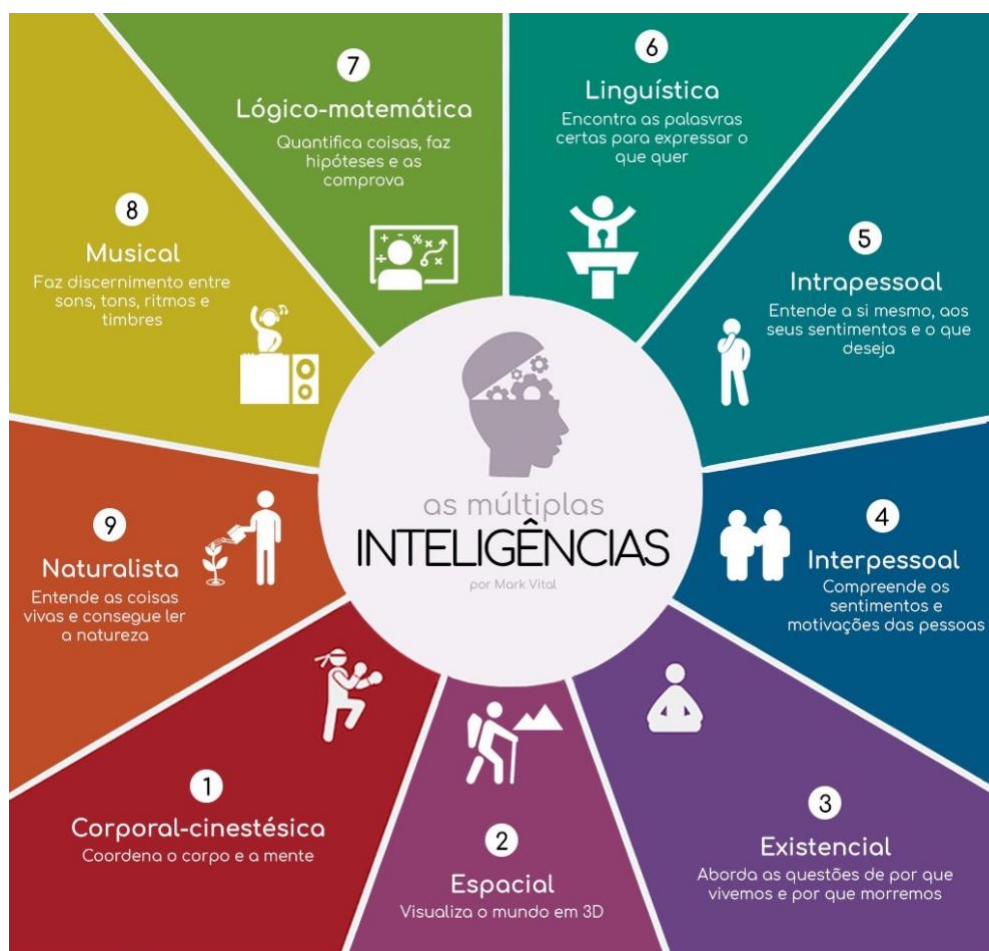 7
Lógico-matemática
Quantifica coisas, faz
hipóteses e as
comprova
6
Linguística
Encontra as palasvras
certas para expressar o
que quer
8
Musical
Faz discernimento entre
sons, tons, ritmos e
timbres
5
Intrapessoal
Entende a si mesmo, aos
seus sentimentos e o que
deseja
as múltiplas
INTELIGÊNCIAS
por Mark Vital
9
Naturalista
Entende as coisas
vivas e consegue ler
a natureza
4
Interpessoal
Compreende os
sentimentos e
motivações das pessoas
1
Corporal-cinestésica
Coordena o corpo e a mente
2
Espacial
Visualiza o mundo em 3D
3
Existencial
Aborda as questões de por que
vivemos e por que morremos